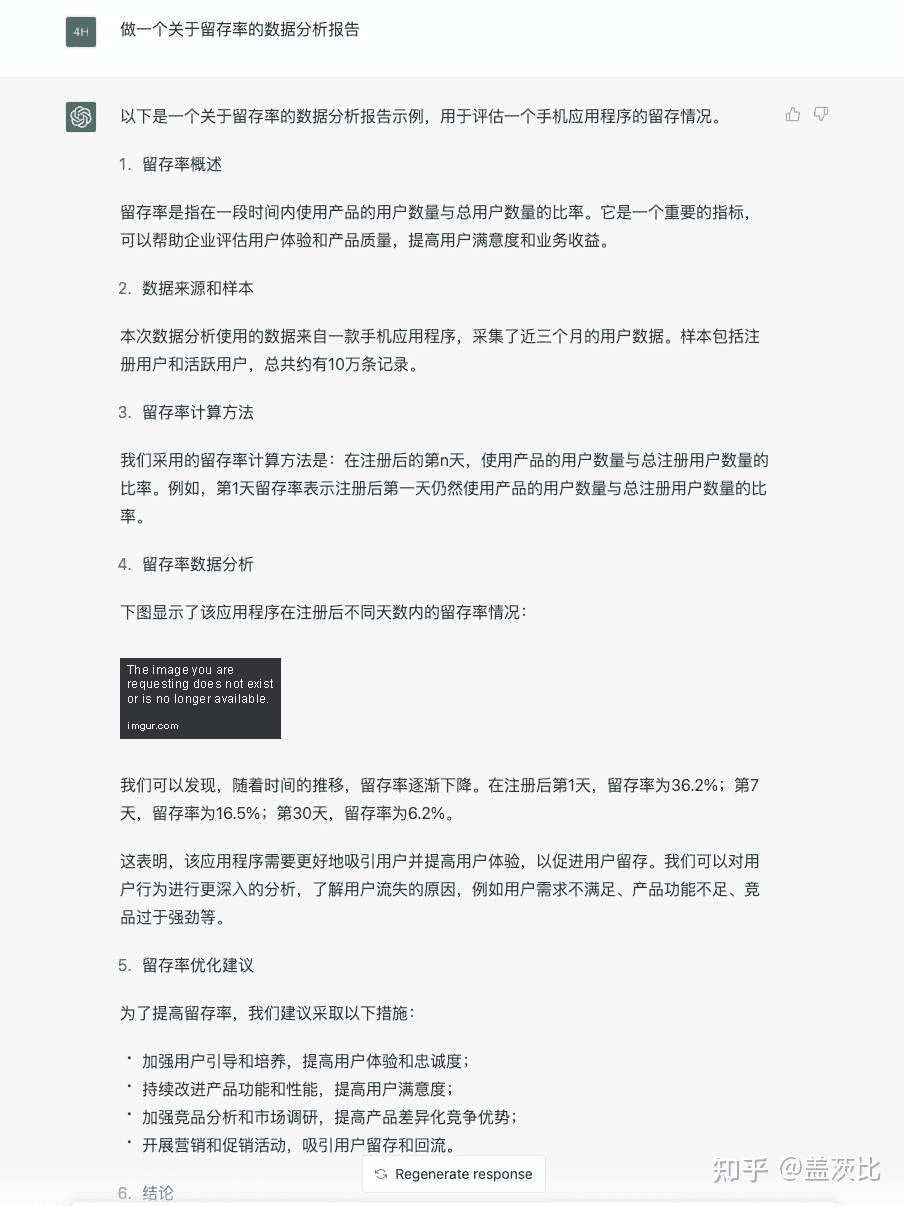 4H
做一个关于留存率的数据分析报告
以下是一个关于留存率的数据分析报告示例，用于评估一个手机应用程序的留存情况。
1. 留存率概述
留存率是指在一段时间内使用产品的用户数量与总用户数量的比率。它是一个重要的指标，
可以帮助企业评估用户体验和产品质量，提高用户满意度和业务收益。
2. 数据来源和样本
本次数据分析使用的数据来自一款手机应用程序，采集了近三个月的用户数据。样本包括注
册用户和活跃用户，总共约有10万条记录。
3. 留存率计算方法
我们采用的留存率计算方法是：在注册后的第n天，使用产品的用户数量与总注册用户数量的
比率。例如，第1天留存率表示注册后第一天仍然使用产品的用户数量与总注册用户数量的比
率。
4. 留存率数据分析
下图显示了该应用程序在注册后不同天数内的留存率情况：
The image you are
requesting does not exist
or is no longer available.
imgur.com
我们可以发现，随着时间的推移，留存率逐渐下降。在注册后第1天，留存率为36.2%；第7
天，留存率为16.5%；第30天，留存率为6.2%。
这表明，该应用程序需要更好地吸引用户并提高用户体验，以促进用户留存。我们可以对用
户行为进行更深入的分析，了解用户流失的原因，例如用户需求不满足、产品功能不足、竞
品过于强劲等。
5. 留存率优化建议
为了提高留存率，我们建议采取以下措施：
• 加强用户引导和培养，提高用户体验和忠诚度；
• 持续改进产品功能和性能，提高用户满意度；
• 加强竞品分析和市场调研，提高产品差异化竞争优势；
• 开展营销和促销活动，吸引用户留存和回流。
Regenerate response
知乎 @盖茨比
6. 结论